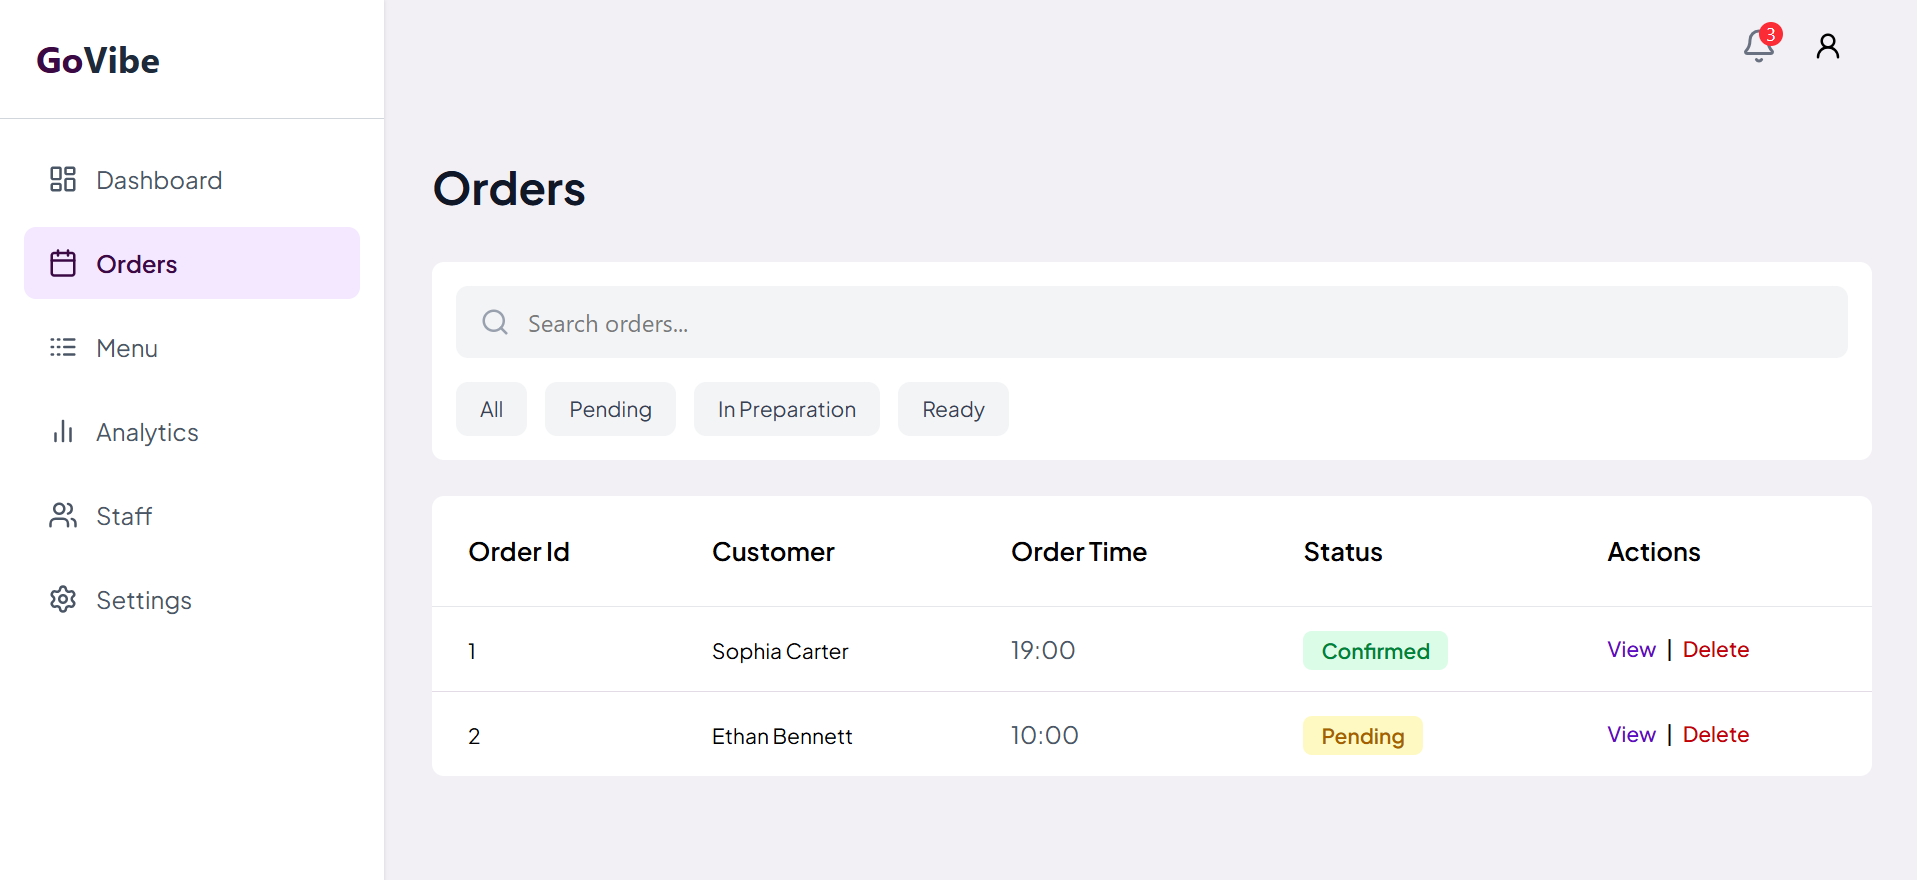 GoVibe
3
Dashboard
Orders
Menu
Analytics
Staff
Settings
Orders
Search orders...
All Pending In Preparation Ready
Order Id Customer Order Time Status Actions
1 Sophia Carter 19:00 Confirmed View | Delete
2 Ethan Bennett 10:00 Pending View | Delete